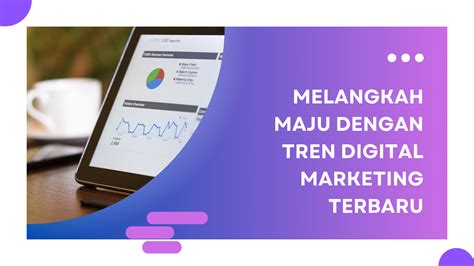 MELANGKAH
MAJU DENGAN
TREN DIGITAL
MARKETING
TERBARU